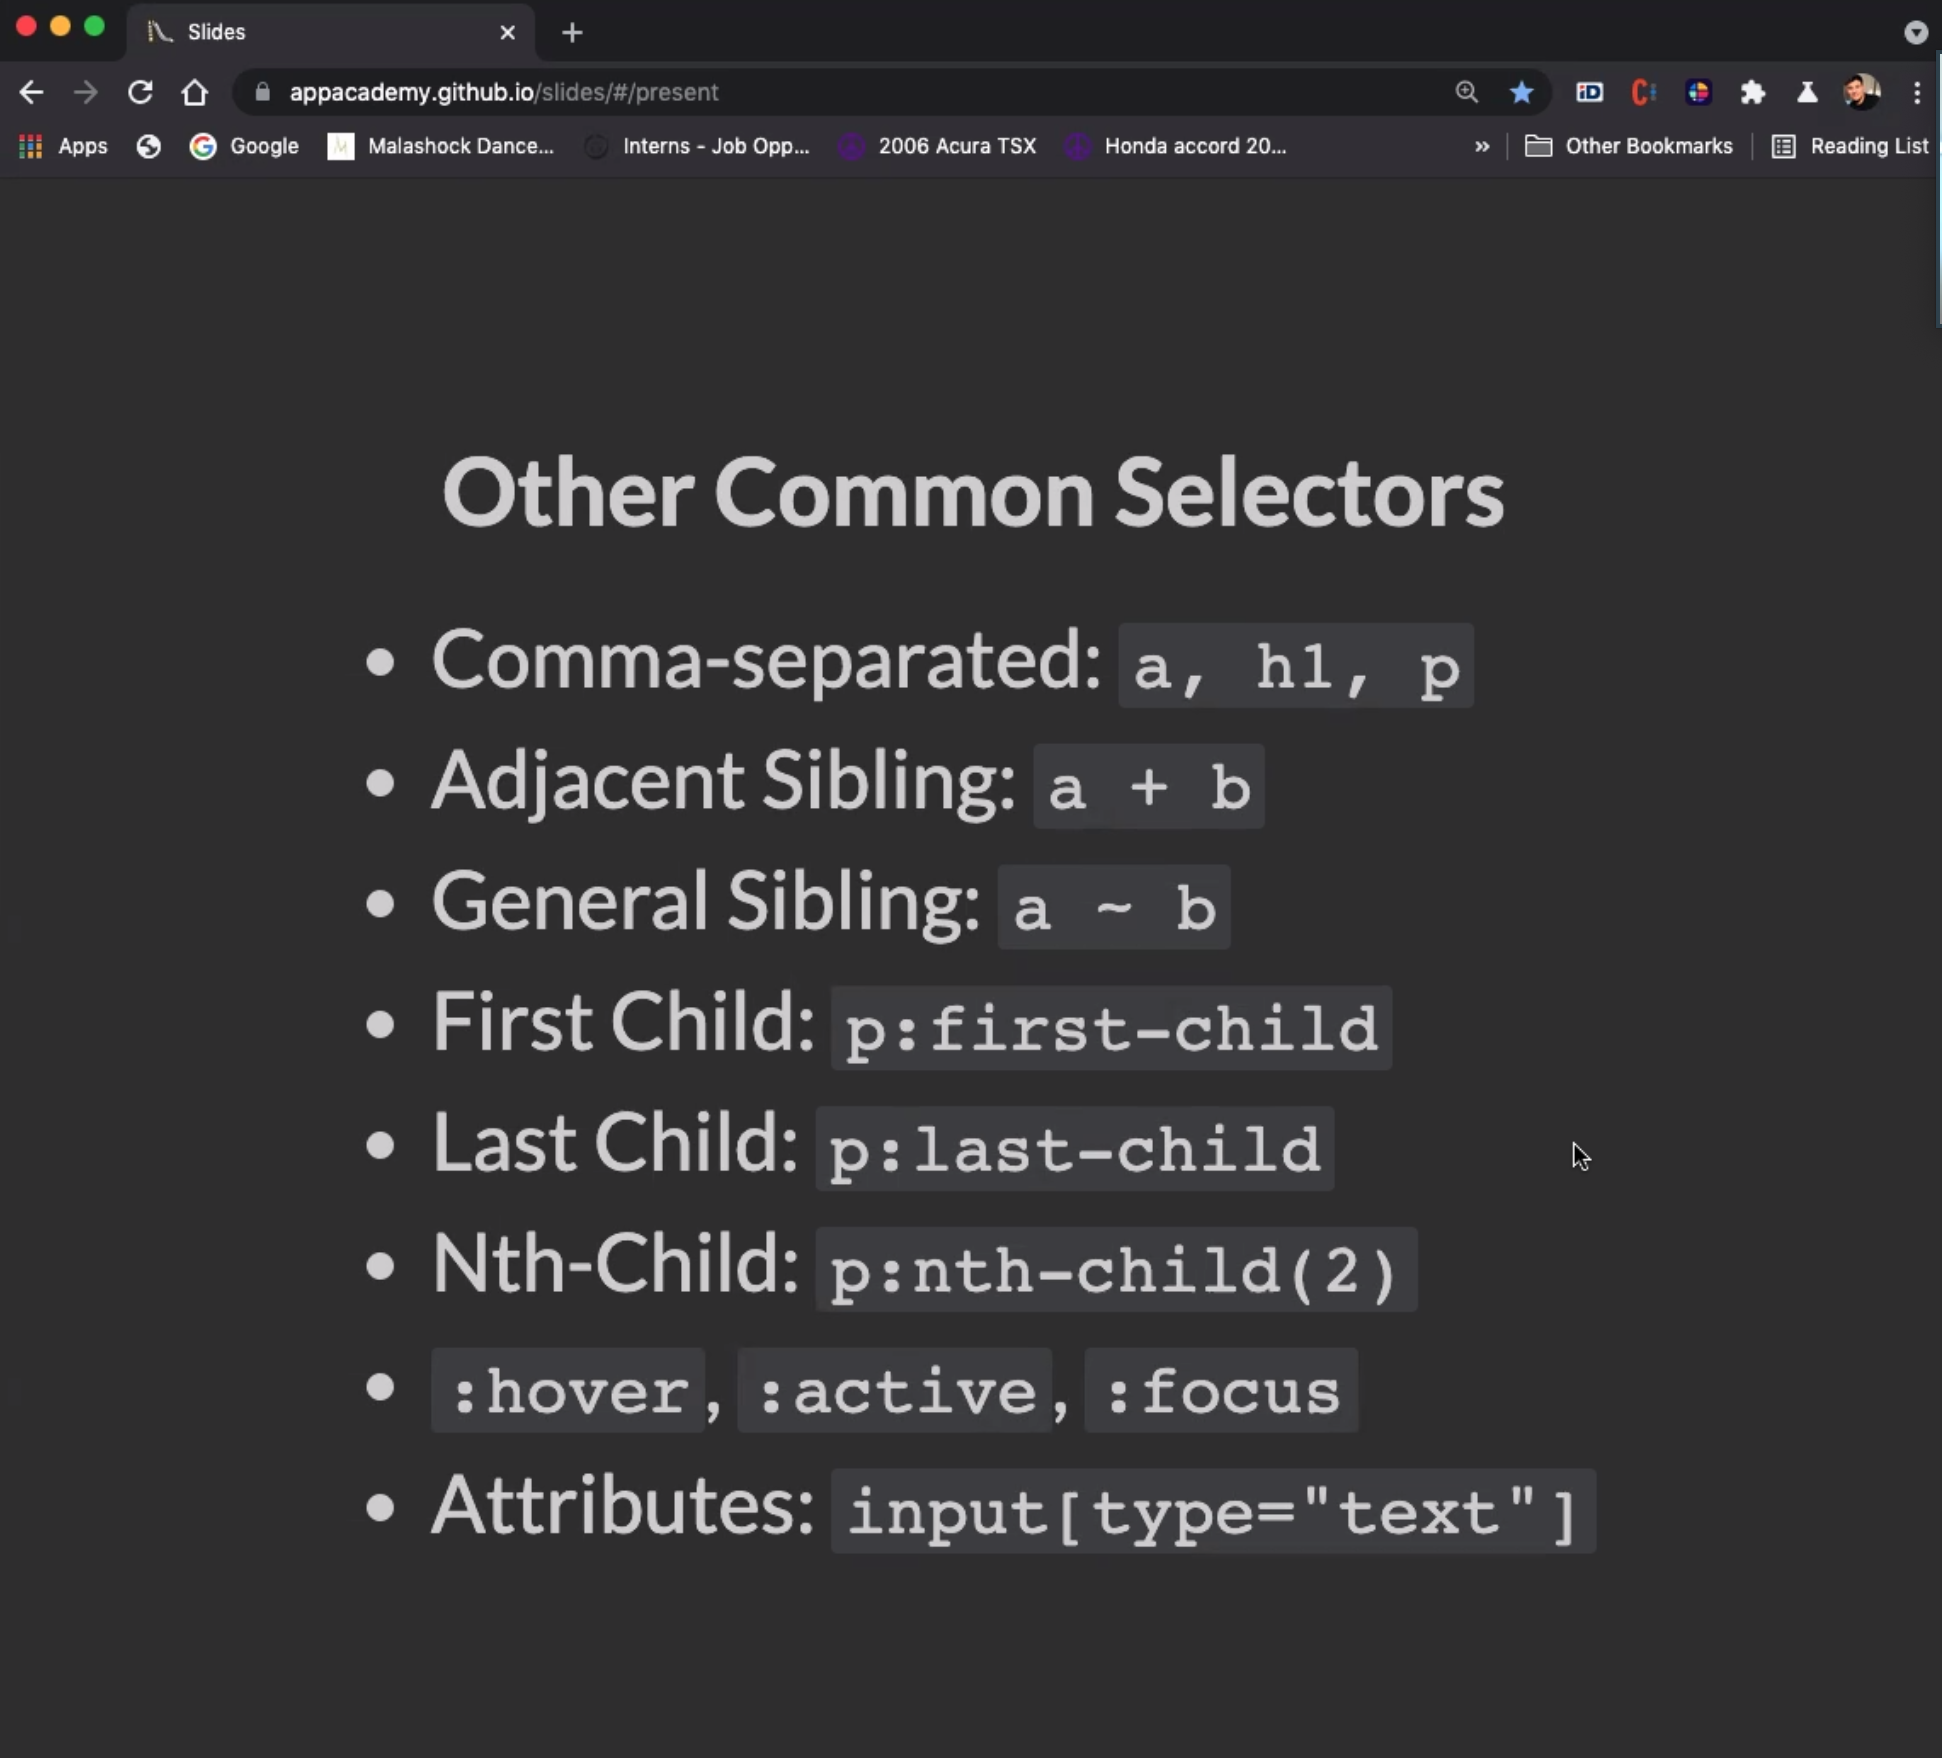 Slides
appacademy.github.io/slides/#/present
Apps Google Malashock Dance... Interns - Job Opp... 2006 Acura TSX Honda accord 20... » Other Bookmarks Reading List
Other Common Selectors
• Comma-separated: a, h1, p
• Adjacent Sibling: a + b
• General Sibling: a ~ b
• First Child: p:first-child
• Last Child: p:last-child
• Nth-Child: p:nth-child(2)
• :hover, :active, :focus
• Attributes: input[type="text"]